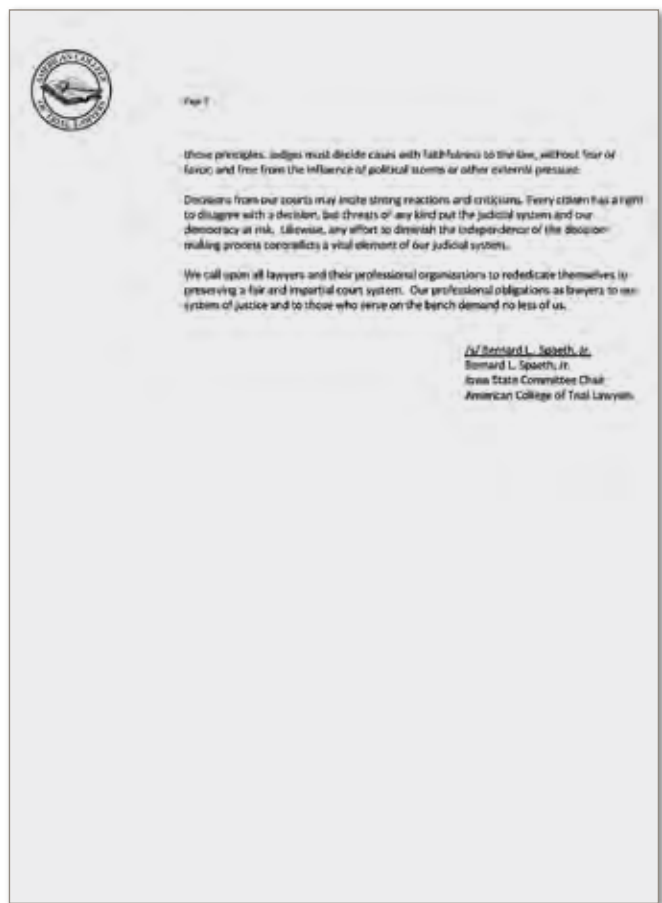 AMERICAN COLLEGE
OF TRIAL LAWYERS
Page 2
those principles. Judges must decide cases with faithfulness to the law, without fear or
favor, and free from the influence of political storms or other external pressure.
Decisions from our courts may incite strong reactions and criticisms. Every citizen has a right
to disagree with a decision, but threats of any kind put the judicial system and our
democracy at risk. Likewise, any effort to diminish the independence of the decision-
making process contradicts a vital element of our judicial system.
We call upon all lawyers and their professional organizations to rededicate themselves to
preserving a fair and impartial court system. Our professional obligations as lawyers to our
system of justice and to those who serve on the bench demand no less of us.
/s/ Bernard L. Spaeth, Jr.
Bernard L. Spaeth, Jr.
Iowa State Committee Chair
American College of Trial Lawyers